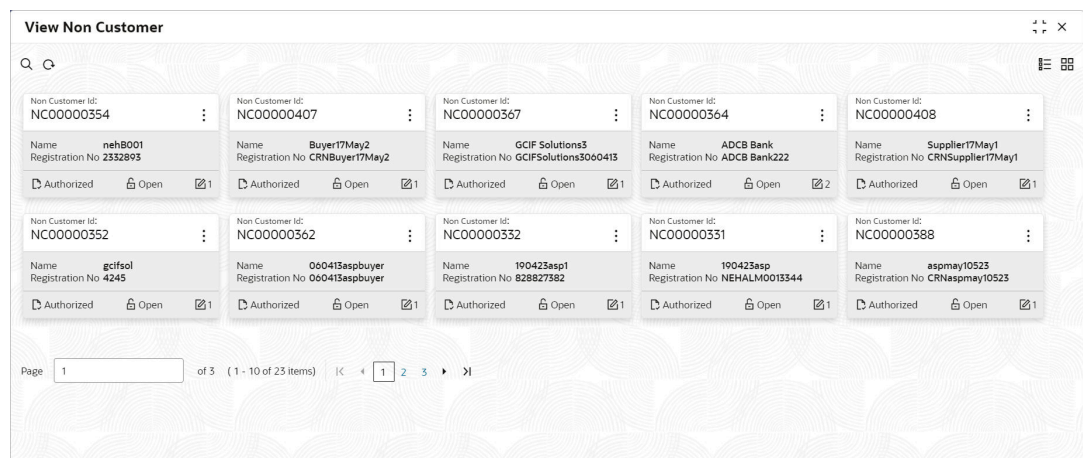 View Non Customer
Non Customer Id:
NC00000354
Name nehB001
Registration No 2332893
Authorized Open 1
Non Customer Id:
NC00000407
Name Buyer17May2
Registration No CRNBuyer17May2
Authorized Open 1
Non Customer Id:
NC00000367
Name GCIF Solutions3
Registration No GCIFSolutions3060413
Authorized Open 1
Non Customer Id:
NC00000364
Name ADCB Bank
Registration No ADCB Bank222
Authorized Open 2
Non Customer Id:
NC00000408
Name Supplier17May1
Registration No CRNSupplier17May1
Authorized Open 1
Non Customer Id:
NC00000352
Name gcifsol
Registration No 4245
Authorized Open 1
Non Customer Id:
NC00000362
Name 060413aspbuyer
Registration No 060413aspbuyer
Authorized Open 1
Non Customer Id:
NC00000332
Name 190423asp1
Registration No 828827382
Authorized Open 1
Non Customer Id:
NC00000331
Name 190423asp
Registration No NEHALM0013344
Authorized Open 1
Non Customer Id:
NC00000388
Name aspmay10523
Registration No CRNaspmay10523
Authorized Open 1
Page 1 of 3 (1 - 10 of 23 items) 1 2 3